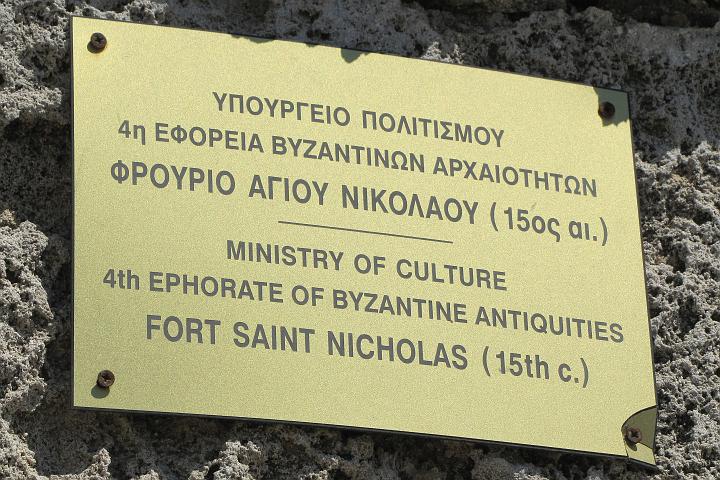 ΥΠΟΥΡΓΕΙΟ ΠΟΛΙΤΙΣΜΟΥ
4η ΕΦΟΡΕΙΑ ΒΥΖΑΝΤΙΝΩΝ ΑΡΧΑΙΟΤΗΤΩΝ
ΦΡΟΥΡΙΟ ΑΓΙΟΥ ΝΙΚΟΛΑΟΥ (15ος αι.)
MINISTRY OF CULTURE
4th EPHORATE OF BYZANTINE ANTIQUITIES
FORT SAINT NICHOLAS (15th c.)